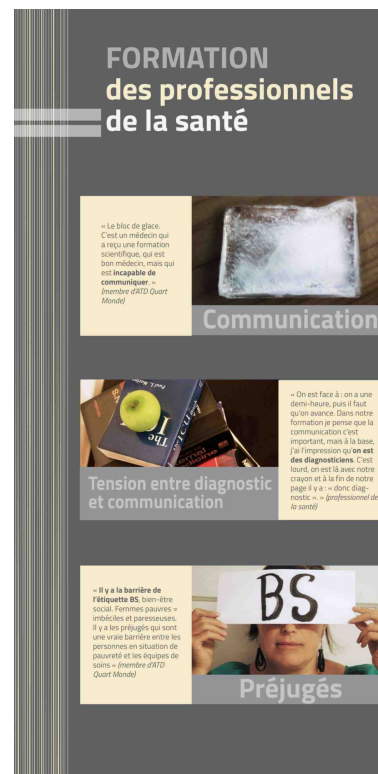 FORMATION
des professionnels
de la santé
« Le bloc de glace.
C'est un médecin qui
a reçu une formation
scientifique, qui est
bon médecin, mais qui
est incapable de
communiquer. »
(membre d'ATD Quart
Monde)
Communication
« On est face à : on a une
demi-heure, puis il faut
qu'on avance. Dans notre
formation je pense que la
communication c'est
important, mais à la base,
j'ai l'impression qu'on est
des diagnosticiens. C'est
lourd, on est là avec notre
crayon et à la fin de notre
page il y a : « donc diag-
nostic ». » (professionnel de
la santé)
Tension entre diagnostic
et communication
« Il y a la barrière de
l'étiquette BS, bien-être
social. Femmes pauvres =
imbéciles et paresseuses.
Il y a les préjugés qui sont
une vraie barrière entre les
personnes en situation de
pauvreté et les équipes de
soins » (membre d'ATD
Quart Monde)
BS
Préjugés